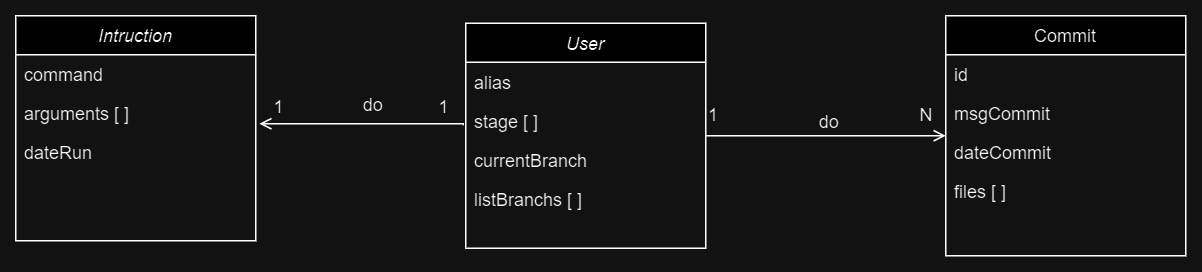 Intruction
command
arguments [ ]
dateRun
1
do
1
User
alias
stage [ ]
currentBranch
listBranchs [ ]
1
do
N
Commit
id
msgCommit
dateCommit
files [ ]